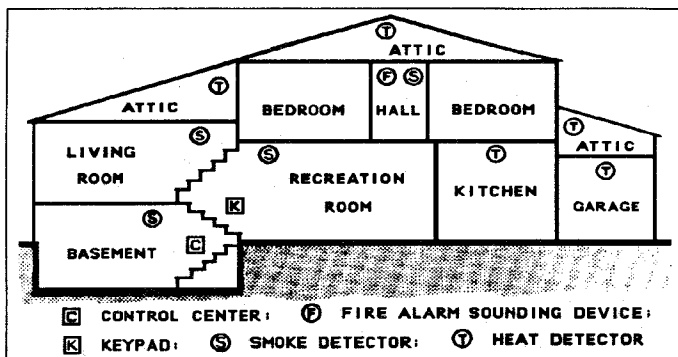 Ⓣ
ATTIC
Ⓣ
ATTIC
BEDROOM
Ⓕ Ⓢ
HALL
BEDROOM
Ⓣ
ATTIC
Ⓢ
LIVING
ROOM
Ⓢ
RECREATION
ROOM
Ⓣ
KITCHEN
Ⓣ
GARAGE
Ⓢ
BASEMENT
K
C
C CONTROL CENTER; Ⓕ FIRE ALARM SOUNDING DEVICE;
K KEYPAD; Ⓢ SMOKE DETECTOR; Ⓣ HEAT DETECTOR